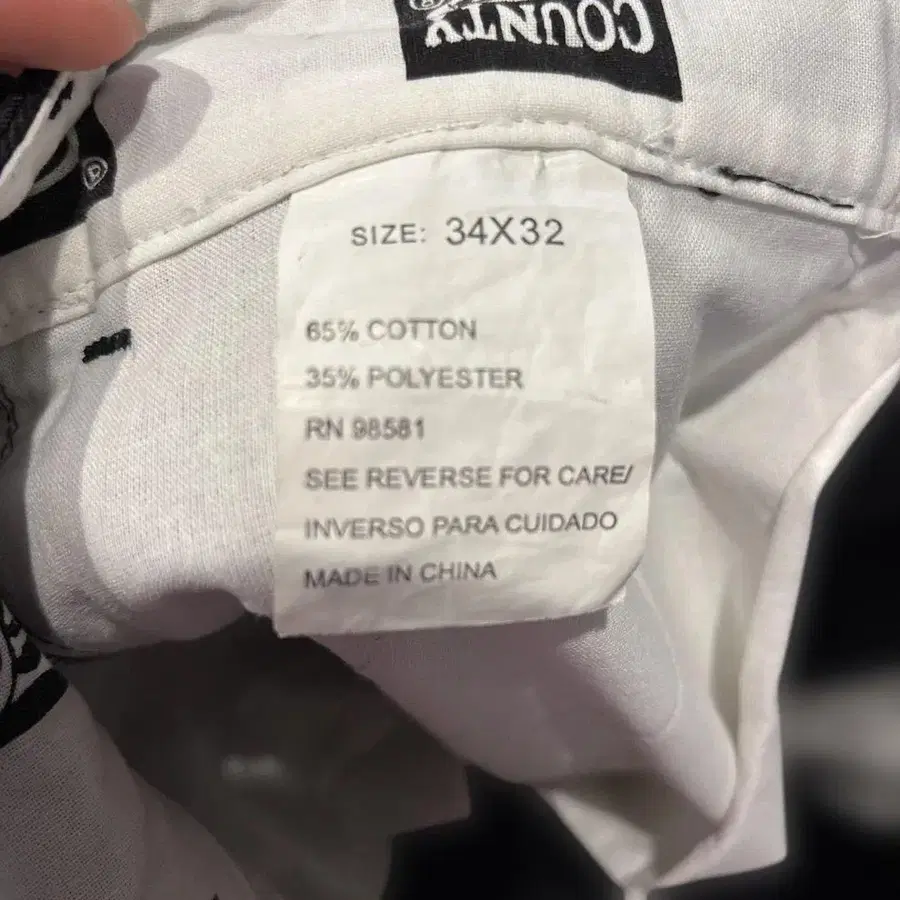 COUNTY
®
®
SIZE: 34X32
65% COTTON
35% POLYESTER
RN 98581
SEE REVERSE FOR CARE/
INVERSO PARA CUIDADO
MADE IN CHINA